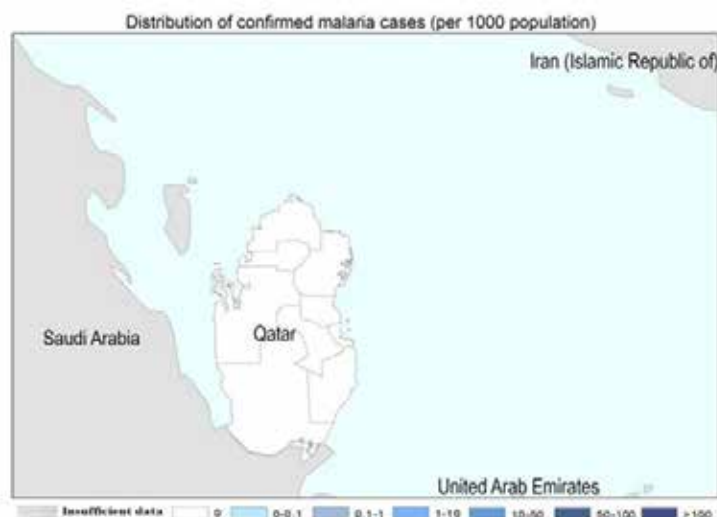 Distribution of confirmed malaria cases (per 1000 population)
Iran (Islamic Republic of)
Saudi Arabia
Qatar
United Arab Emirates
Insufficient data 0 0-0.1 0.1-1 1-10 10-50 50-100 >100